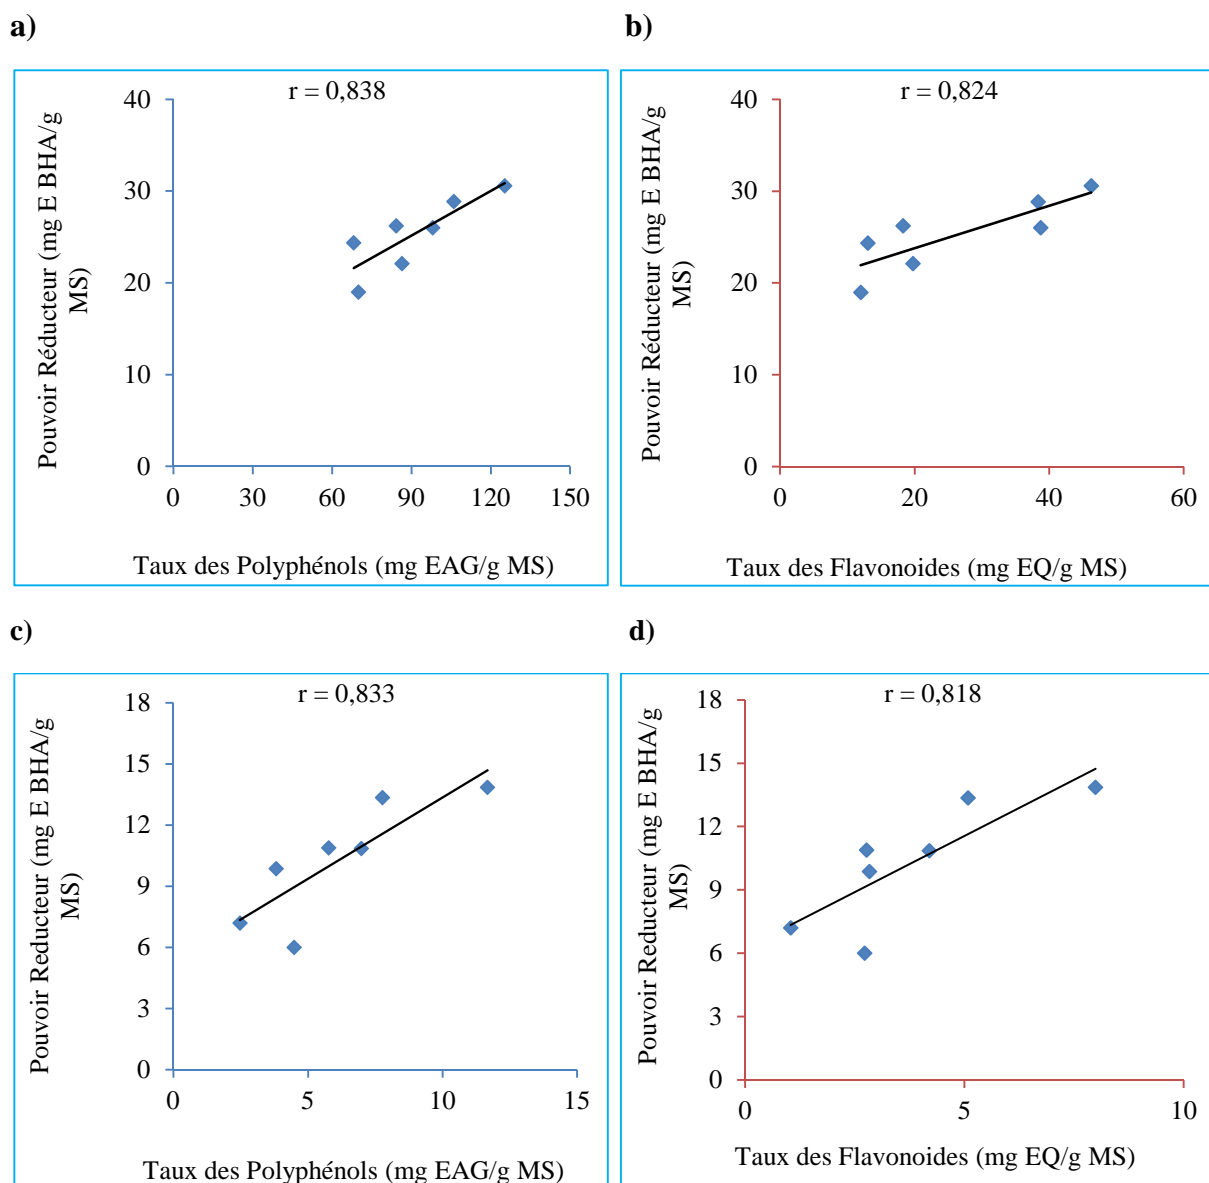 a)
r = 0,838
Pouvoir Réducteur (mg E BHA/g
MS)
40
30
20
10
0
0 30 60 90 120 150
Taux des Polyphénols (mg EAG/g MS)
b)
r = 0,824
Pouvoir Réducteur (mg E BHA/g
MS)
40
30
20
10
0
0 20 40 60
Taux des Flavonoides (mg EQ/g MS)
c)
r = 0,833
Pouvoir Reducteur (mg E BHA/g
MS)
18
15
12
9
6
3
0
0 5 10 15
Taux des Polyphénols (mg EAG/g MS)
d)
r = 0,818
Pouvoir Reducteur (mg E BHA/g
MS)
18
15
12
9
6
3
0
0 5 10
Taux des Flavonoides (mg EQ/g MS)